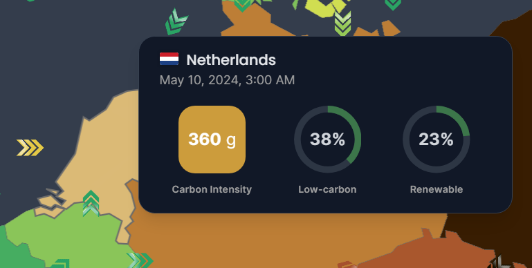 Netherlands
May 10, 2024, 3:00 AM
360 g 38% 23%
Carbon Intensity Low-carbon Renewable